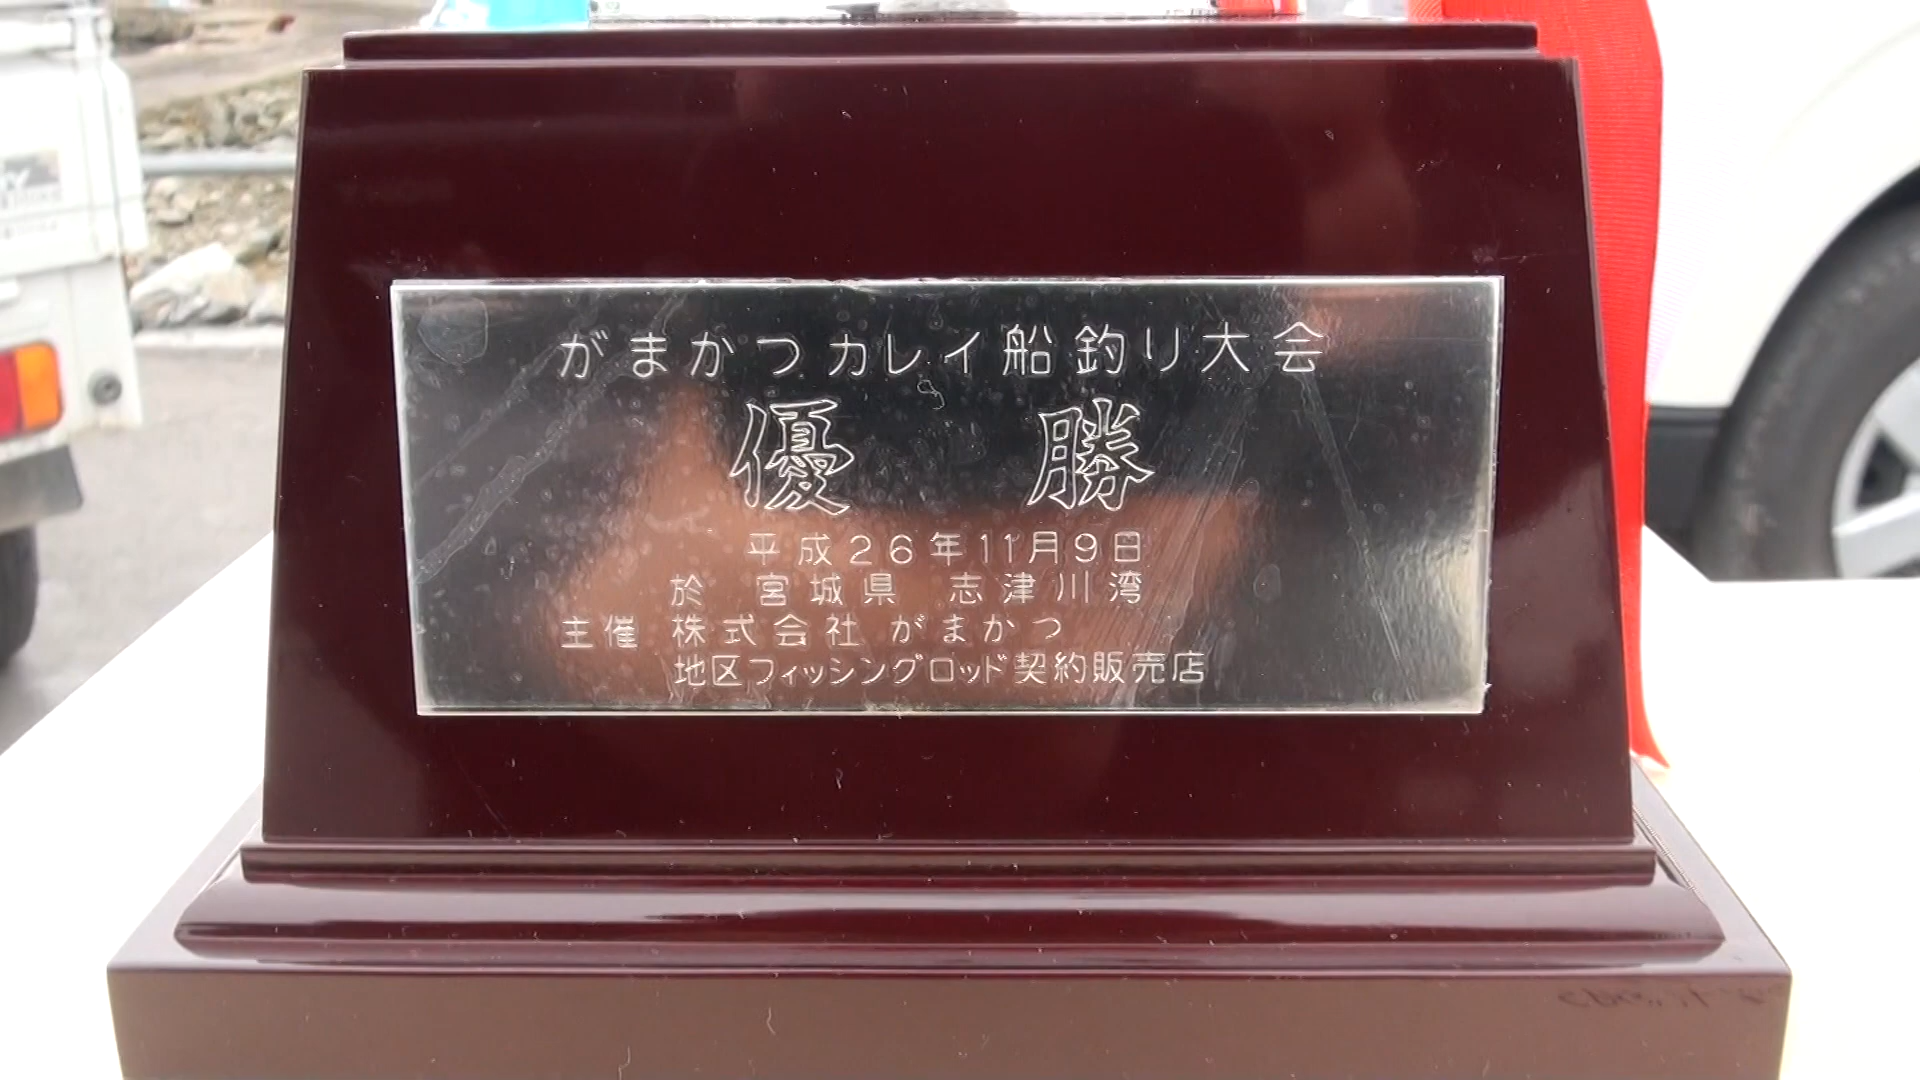 がまかつカレイ船釣り大会
優 勝
平成26年11月9日
於 宮城県 志津川湾
主催 株式会社 がまかつ
地区フィッシングロッド契約販売店